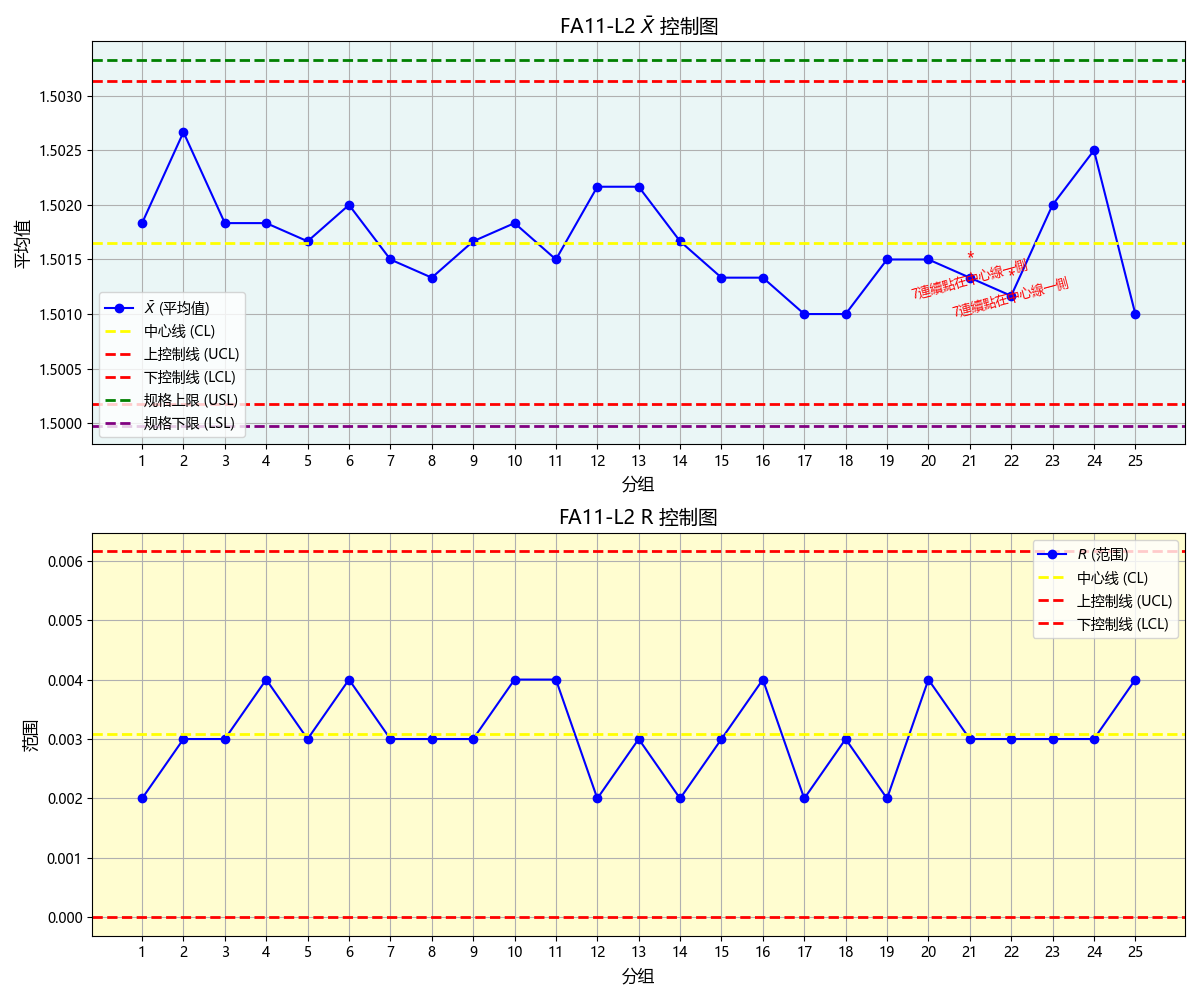 FA11-L2 X̄ 控制图
1.5030
1.5025
1.5020
1.5015
1.5010
1.5005
1.5000
平均值
*
7連續點在中心線一側
*
7連續點在中心線一側
X̄ (平均值)
中心线 (CL)
上控制线 (UCL)
下控制线 (LCL)
规格上限 (USL)
规格下限 (LSL)
1 2 3 4 5 6 7 8 9 10 11 12 13 14 15 16 17 18 19 20 21 22 23 24 25
分组
FA11-L2 R 控制图
0.006
0.005
0.004
0.003
0.002
0.001
0.000
范围
R (范围)
中心线 (CL)
上控制线 (UCL)
下控制线 (LCL)
1 2 3 4 5 6 7 8 9 10 11 12 13 14 15 16 17 18 19 20 21 22 23 24 25
分组